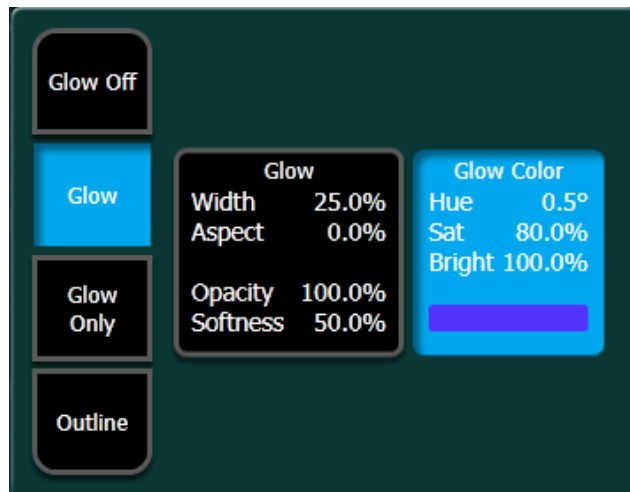 Glow Off
Glow
Glow
Only
Outline
Glow
Width 25.0%
Aspect 0.0%
Opacity 100.0%
Softness 50.0%
Glow Color
Hue 0.5°
Sat 80.0%
Bright 100.0%